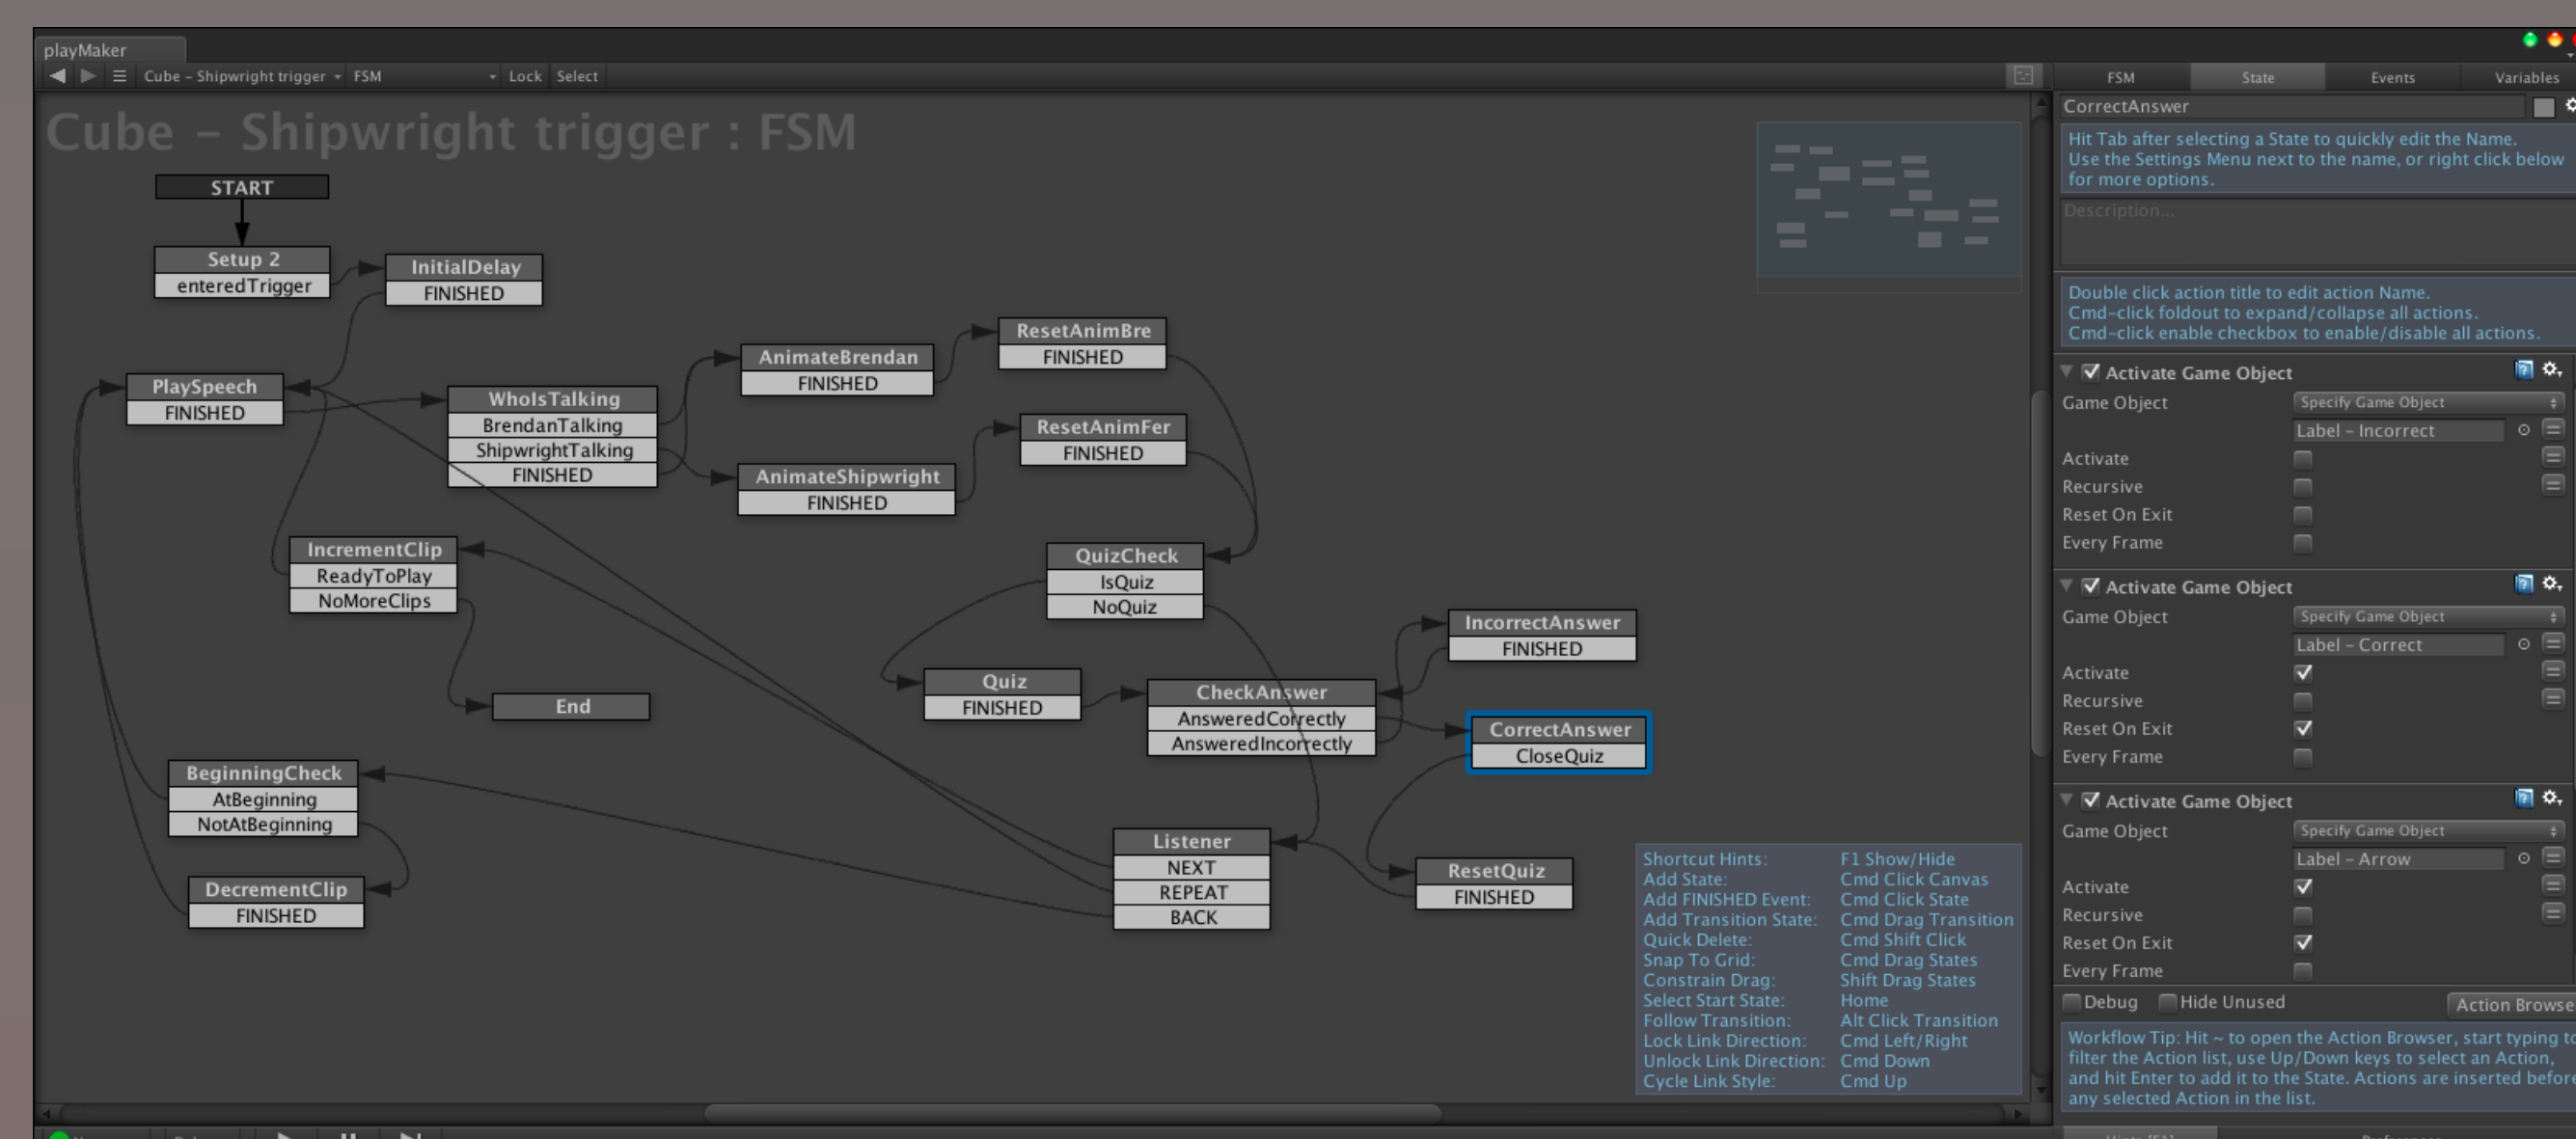 playMaker
Cube - Shipwright trigger FSM Lock Select
Cube - Shipwright trigger : FSM
START
Setup 2
enteredTrigger
InitialDelay
FINISHED
PlaySpeech
FINISHED
WhoIsTalking
BrendanTalking
ShipwrightTalking
FINISHED
AnimateBrendan
FINISHED
ResetAnimBre
FINISHED
AnimateShipwright
FINISHED
ResetAnimFer
FINISHED
IncrementClip
ReadyToPlay
NoMoreClips
End
QuizCheck
IsQuiz
NoQuiz
Quiz
FINISHED
CheckAnswer
AnsweredCorrectly
AnsweredIncorrectly
IncorrectAnswer
FINISHED
CorrectAnswer
CloseQuiz
BeginningCheck
AtBeginning
NotAtBeginning
DecrementClip
FINISHED
Listener
NEXT
REPEAT
BACK
ResetQuiz
FINISHED
Shortcut Hints: F1 Show/Hide
Add State: Cmd Click Canvas
Add FINISHED Event: Cmd Click State
Add Transition State: Cmd Drag Transition
Quick Delete: Cmd Shift Click
Snap To Grid: Cmd Drag States
Constrain Drag: Shift Drag States
Select Start State: Home
Follow Transition: Alt Click Transition
Lock Link Direction: Cmd Left/Right
Unlock Link Direction: Cmd Down
Cycle Link Style: Cmd Up
FSM State Events Variables
CorrectAnswer
Hit Tab after selecting a State to quickly edit the Name.
Use the Settings Menu next to the name, or right click below
for more options.
Description...
Double click action title to edit action Name.
Cmd-click foldout to expand/collapse all actions.
Cmd-click enable checkbox to enable/disable all actions.
Activate Game Object
Game Object Specify Game Object
Label - Incorrect
Activate
Recursive
Reset On Exit
Every Frame
Activate Game Object
Game Object Specify Game Object
Label - Correct
Activate
Recursive
Reset On Exit
Every Frame
Activate Game Object
Game Object Specify Game Object
Label - Arrow
Activate
Recursive
Reset On Exit
Every Frame
Debug Hide Unused Action Browse
Workflow Tip: Hit ~ to open the Action Browser, start typing to
filter the Action list, use Up/Down keys to select an Action,
and hit Enter to add it to the State. Actions are inserted before
any selected Action in the list.